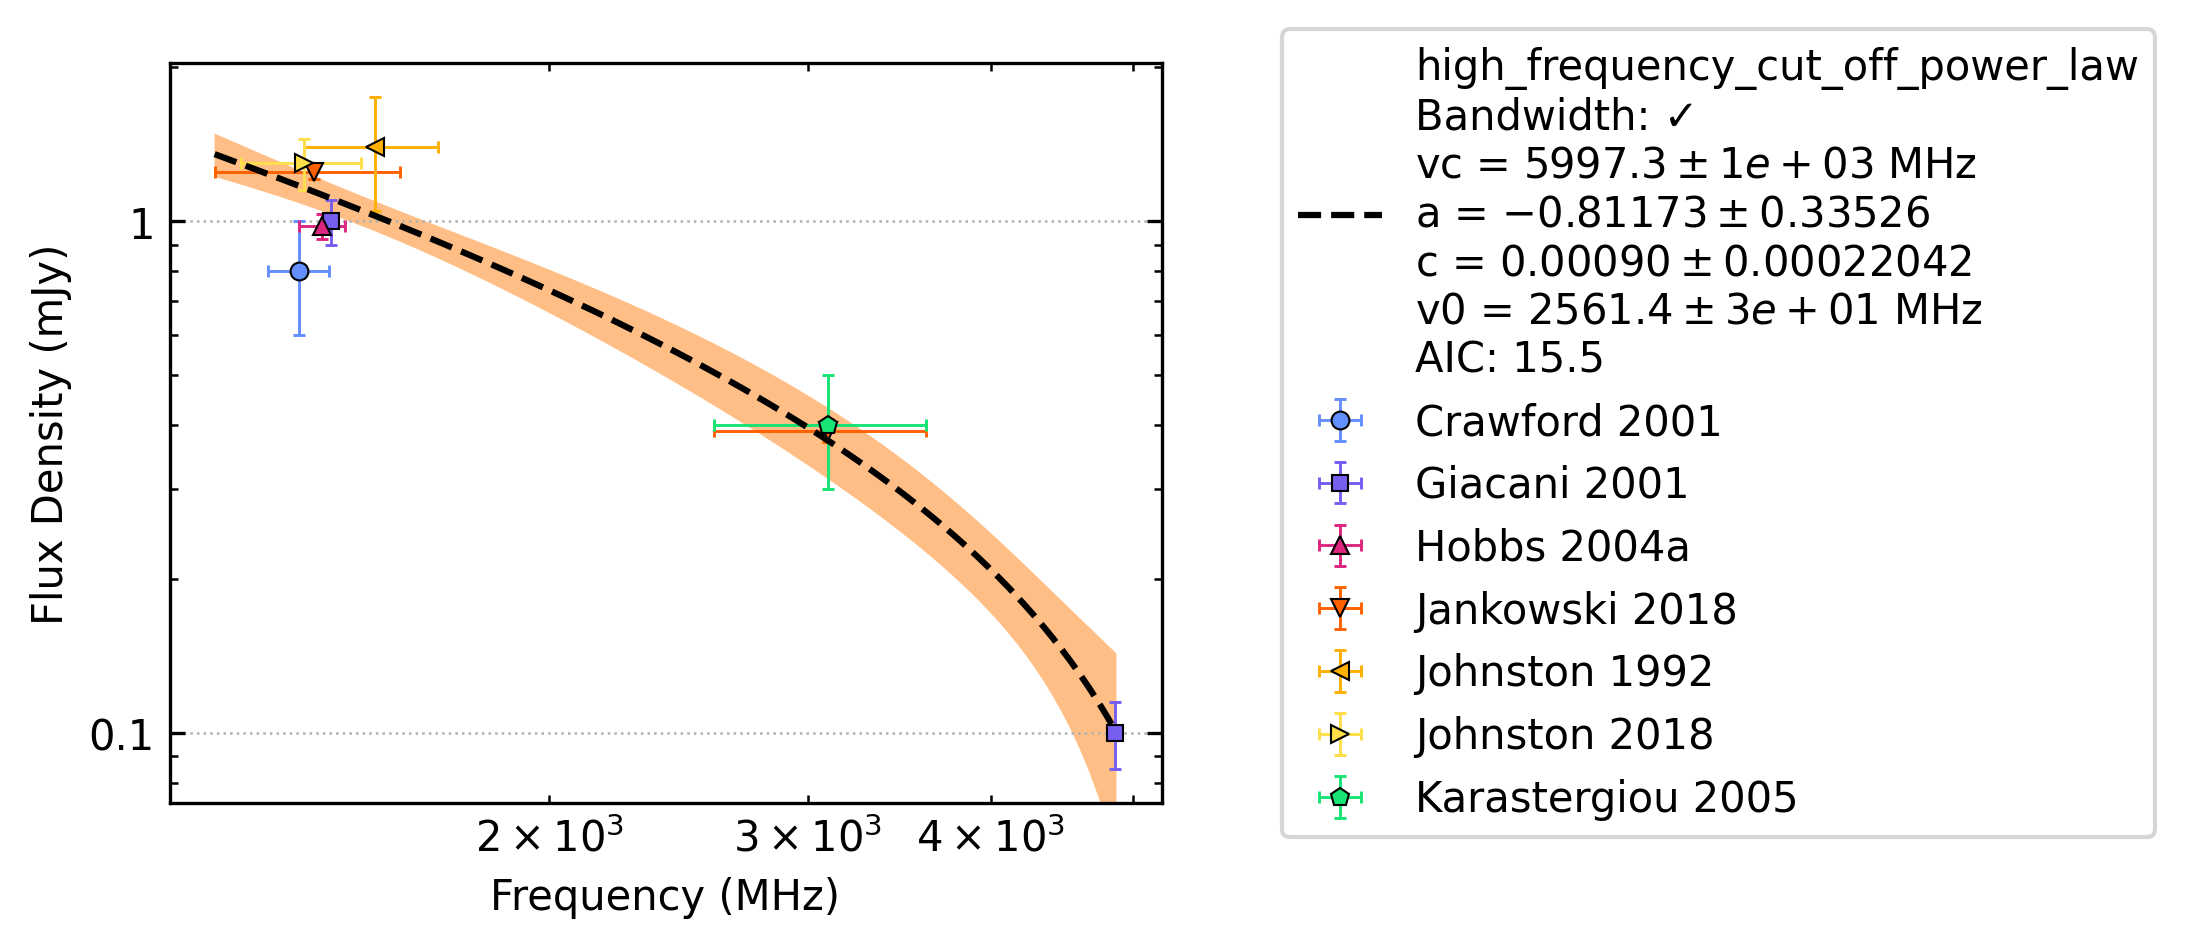 1
0.1
Flux Density (mJy)
2 × 10³
3 × 10³
4 × 10³
Frequency (MHz)
high_frequency_cut_off_power_law
Bandwidth: ✓
vc = 5997.3 ± 1e + 03 MHz
a = −0.81173 ± 0.33526
c = 0.00090 ± 0.00022042
v0 = 2561.4 ± 3e + 01 MHz
AIC: 15.5
Crawford 2001
Giacani 2001
Hobbs 2004a
Jankowski 2018
Johnston 1992
Johnston 2018
Karastergiou 2005